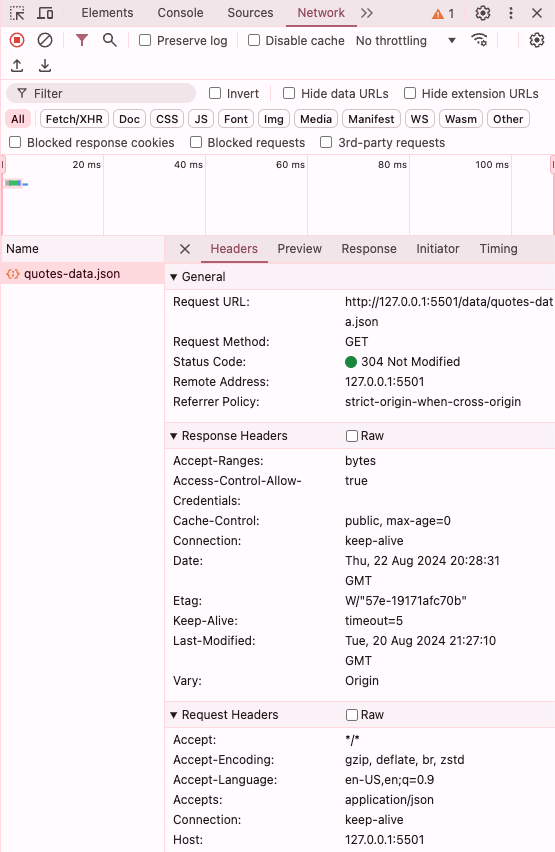 Elements Console Sources Network 1
Preserve log Disable cache No throttling
Filter Invert Hide data URLs Hide extension URLs
All Fetch/XHR Doc CSS JS Font Img Media Manifest WS Wasm Other
Blocked response cookies Blocked requests 3rd-party requests
20 ms 40 ms 60 ms 80 ms 100 ms
Name Headers Preview Response Initiator Timing
quotes-data.json
General
Request URL: http://127.0.0.1:5501/data/quotes-dat
a.json
Request Method: GET
Status Code: 304 Not Modified
Remote Address: 127.0.0.1:5501
Referrer Policy: strict-origin-when-cross-origin
Response Headers Raw
Accept-Ranges: bytes
Access-Control-Allow- true
Credentials:
Cache-Control: public, max-age=0
Connection: keep-alive
Date: Thu, 22 Aug 2024 20:28:31
GMT
Etag: W/"57e-19171afc70b"
Keep-Alive: timeout=5
Last-Modified: Tue, 20 Aug 2024 21:27:10
GMT
Vary: Origin
Request Headers Raw
Accept: */*
Accept-Encoding: gzip, deflate, br, zstd
Accept-Language: en-US,en;q=0.9
Accepts: application/json
Connection: keep-alive
Host: 127.0.0.1:5501